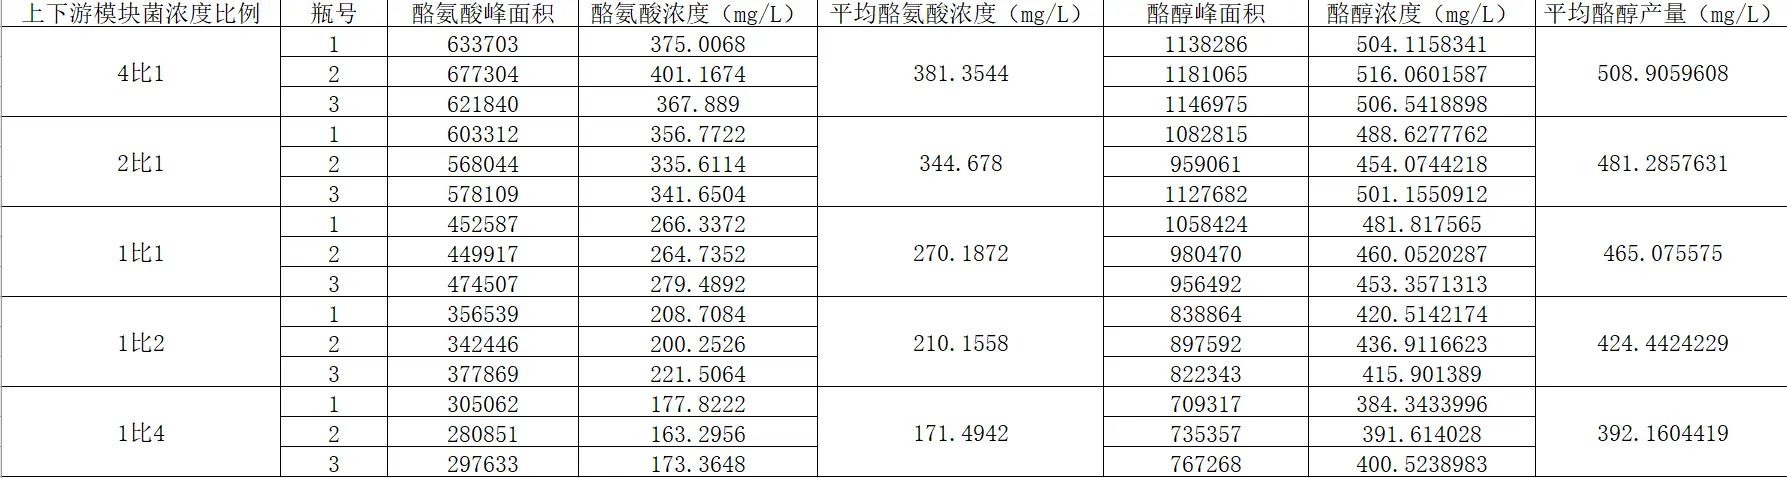 上下游模块菌浓度比例 瓶号 酪氨酸峰面积 酪氨酸浓度（mg/L） 平均酪氨酸浓度（mg/L） 酪醇峰面积 酪醇浓度（mg/L） 平均酪醇产量（mg/L）
4比1 1 633703 375.0068 381.3544 1138286 504.1158341 508.9059608
2 677304 401.1674 1181065 516.0601587
3 621840 367.889 1146975 506.5418898
2比1 1 603312 356.7722 344.678 1082815 488.6277762 481.2857631
2 568044 335.6114 959061 454.0744218
3 578109 341.6504 1127682 501.1550912
1比1 1 452587 266.3372 270.1872 1058424 481.817565 465.075575
2 449917 264.7352 980470 460.0520287
3 474507 279.4892 956492 453.3571313
1比2 1 356539 208.7084 210.1558 838864 420.5142174 424.4424229
2 342446 200.2526 897592 436.9116623
3 377869 221.5064 822343 415.901389
1比4 1 305062 177.8222 171.4942 709317 384.3433996 392.1604419
2 280851 163.2956 735357 391.614028
3 297633 173.3648 767268 400.5238983